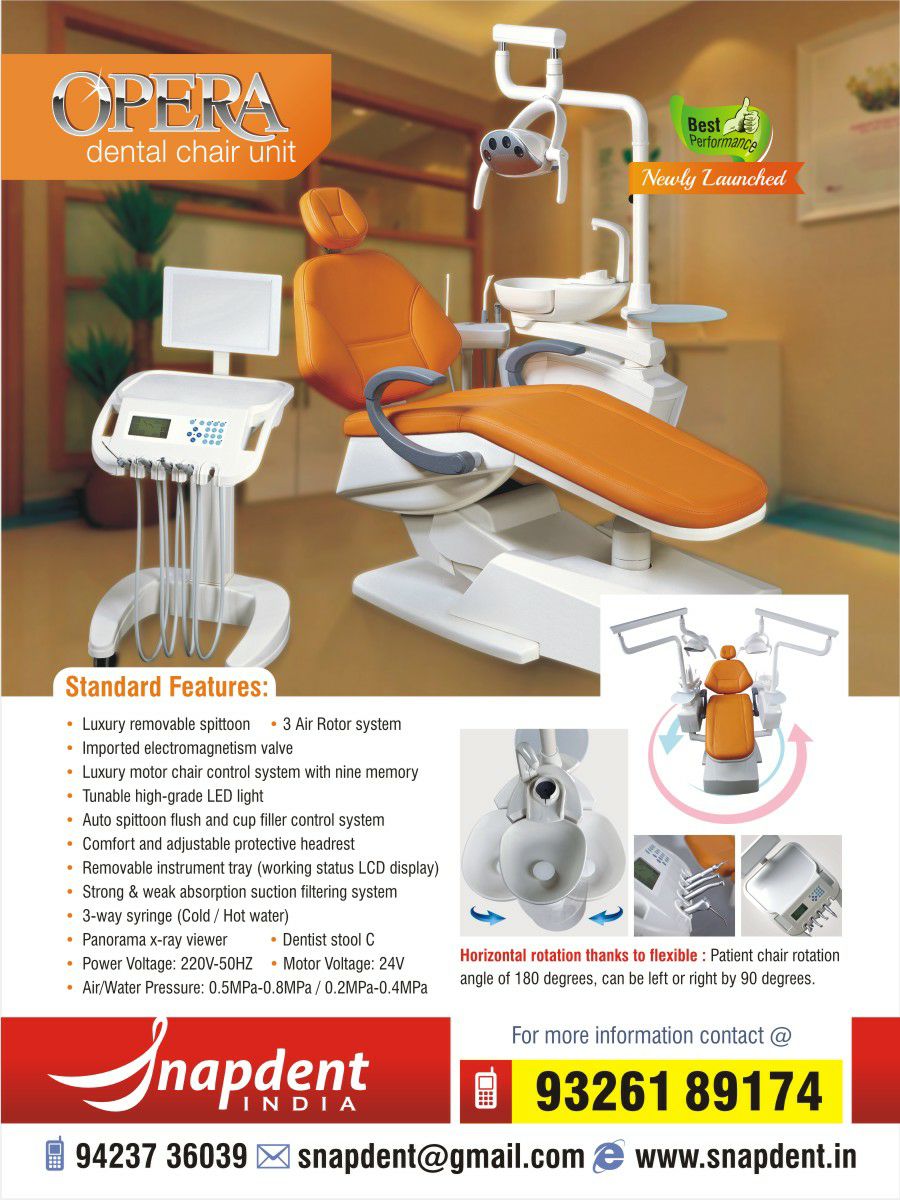 OPERA
dental chair unit
Best
Performance
Newly Launched
Standard Features:
• Luxury removable spittoon • 3 Air Rotor system
• Imported electromagnetism valve
• Luxury motor chair control system with nine memory
• Tunable high-grade LED light
• Auto spittoon flush and cup filler control system
• Comfort and adjustable protective headrest
• Removable instrument tray (working status LCD display)
• Strong & weak absorption suction filtering system
• 3-way syringe (Cold / Hot water)
• Panorama x-ray viewer • Dentist stool C
• Power Voltage: 220V-50HZ • Motor Voltage: 24V
• Air/Water Pressure: 0.5MPa-0.8MPa / 0.2MPa-0.4MPa
Horizontal rotation thanks to flexible : Patient chair rotation
angle of 180 degrees, can be left or right by 90 degrees.
Snapdent
INDIA
For more information contact @
93261 89174
94237 36039 snapdent@gmail.com www.snapdent.in